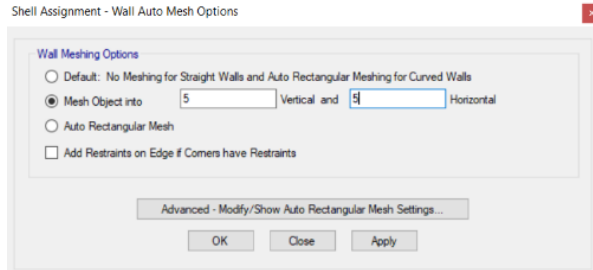 Shell Assignment - Wall Auto Mesh Options
Wall Meshing Options
Default: No Meshing for Straight Walls and Auto Rectangular Meshing for Curved Walls
Mesh Object into 5 Vertical and 5 Horizontal
Auto Rectangular Mesh
Add Restraints on Edge if Corners have Restraints
Advanced - Modify/Show Auto Rectangular Mesh Settings...
OK Close Apply